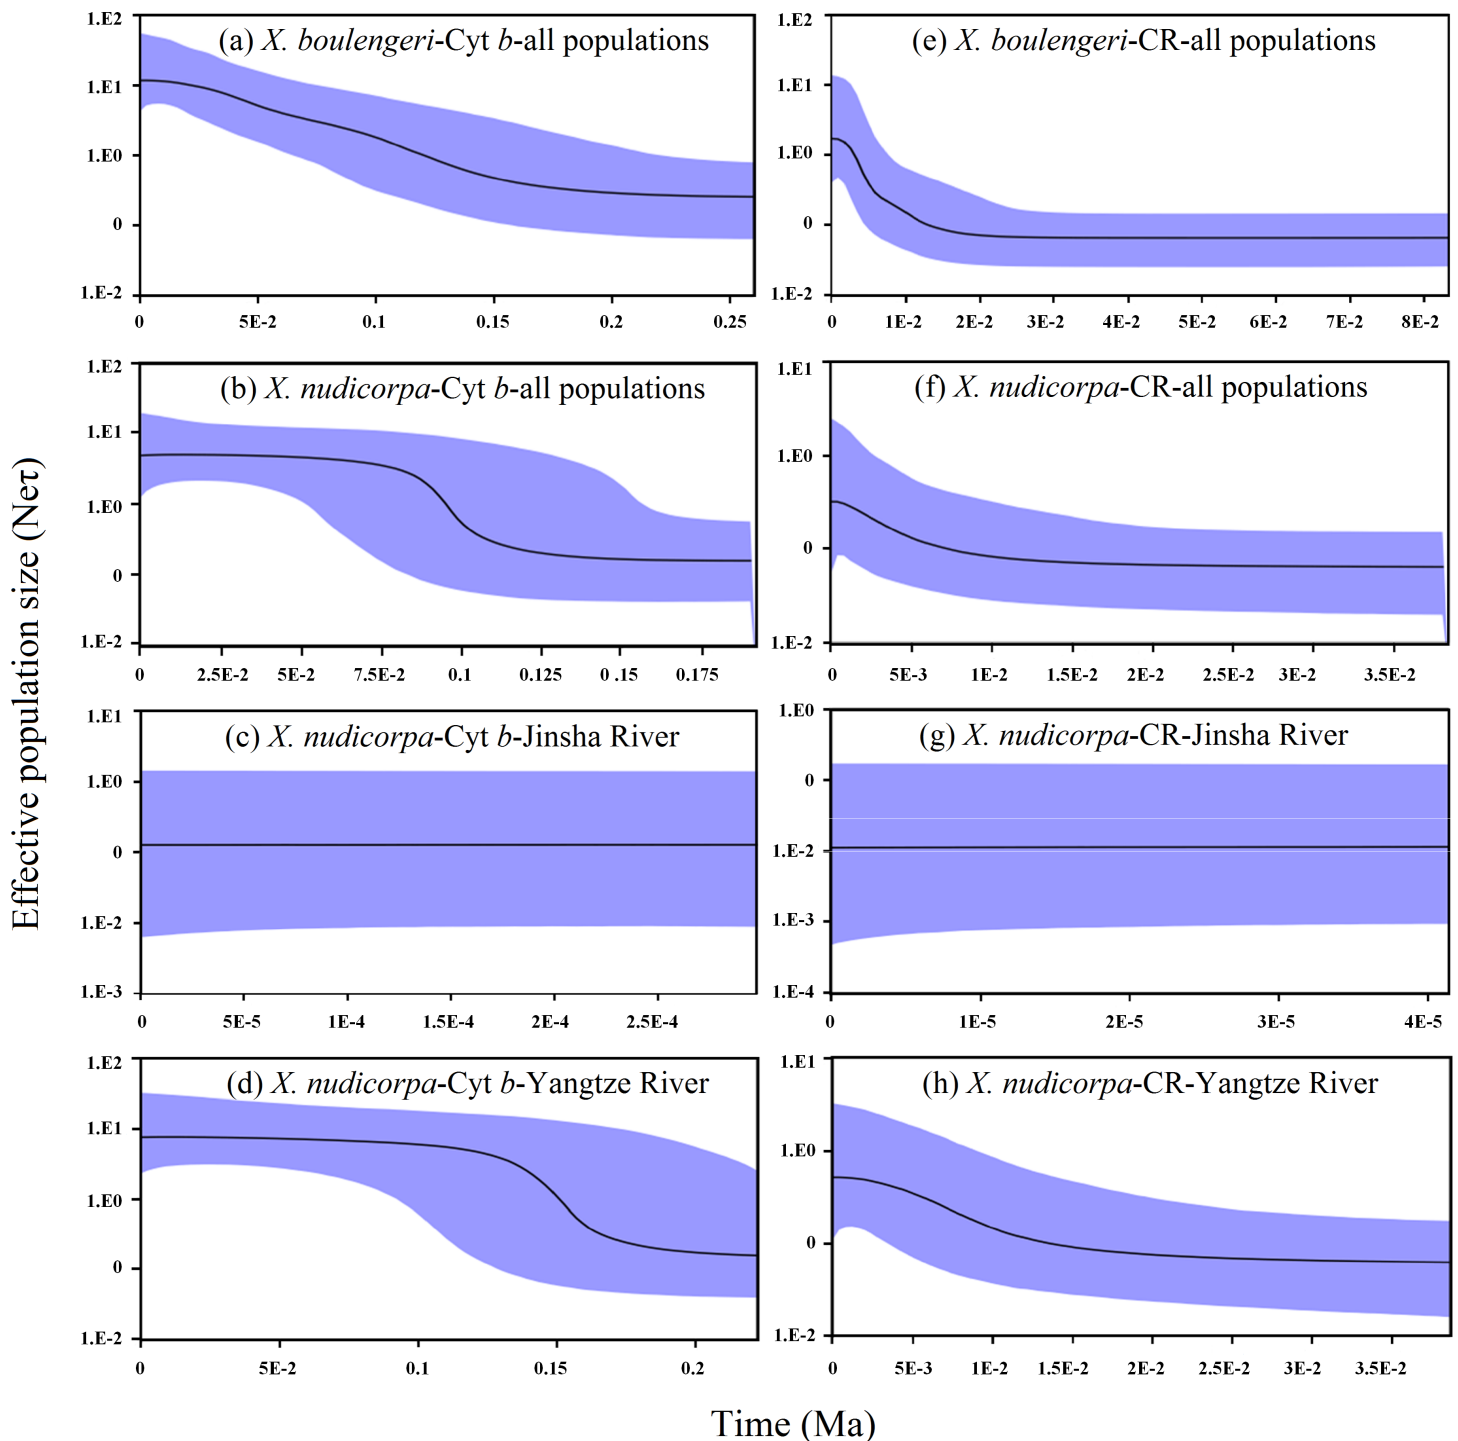 Effective population size (Neτ)
(a) X. boulengeri-Cyt b-all populations
1.E2
1.E1
1.E0
0
1.E-2
0 5E-2 0.1 0.15 0.2 0.25
(e) X. boulengeri-CR-all populations
1.E2
1.E1
1.E0
0
1.E-2
0 1E-2 2E-2 3E-2 4E-2 5E-2 6E-2 7E-2 8E-2
(b) X. nudicorpa-Cyt b-all populations
1.E2
1.E1
1.E0
0
1.E-2
0 2.5E-2 5E-2 7.5E-2 0.1 0.125 0.15 0.175
(f) X. nudicorpa-CR-all populations
1.E1
1.E0
0
1.E-2
0 5E-3 1E-2 1.5E-2 2E-2 2.5E-2 3E-2 3.5E-2
(c) X. nudicorpa-Cyt b-Jinsha River
1.E1
1.E0
0
1.E-2
1.E-3
0 5E-5 1E-4 1.5E-4 2E-4 2.5E-4
(g) X. nudicorpa-CR-Jinsha River
1.E0
0
1.E-2
1.E-3
1.E-4
0 1E-5 2E-5 3E-5 4E-5
(d) X. nudicorpa-Cyt b-Yangtze River
1.E2
1.E1
1.E0
0
1.E-2
0 5E-2 0.1 0.15 0.2
(h) X. nudicorpa-CR-Yangtze River
1.E1
1.E0
0
1.E-2
0 5E-3 1E-2 1.5E-2 2E-2 2.5E-2 3E-2 3.5E-2
Time (Ma)